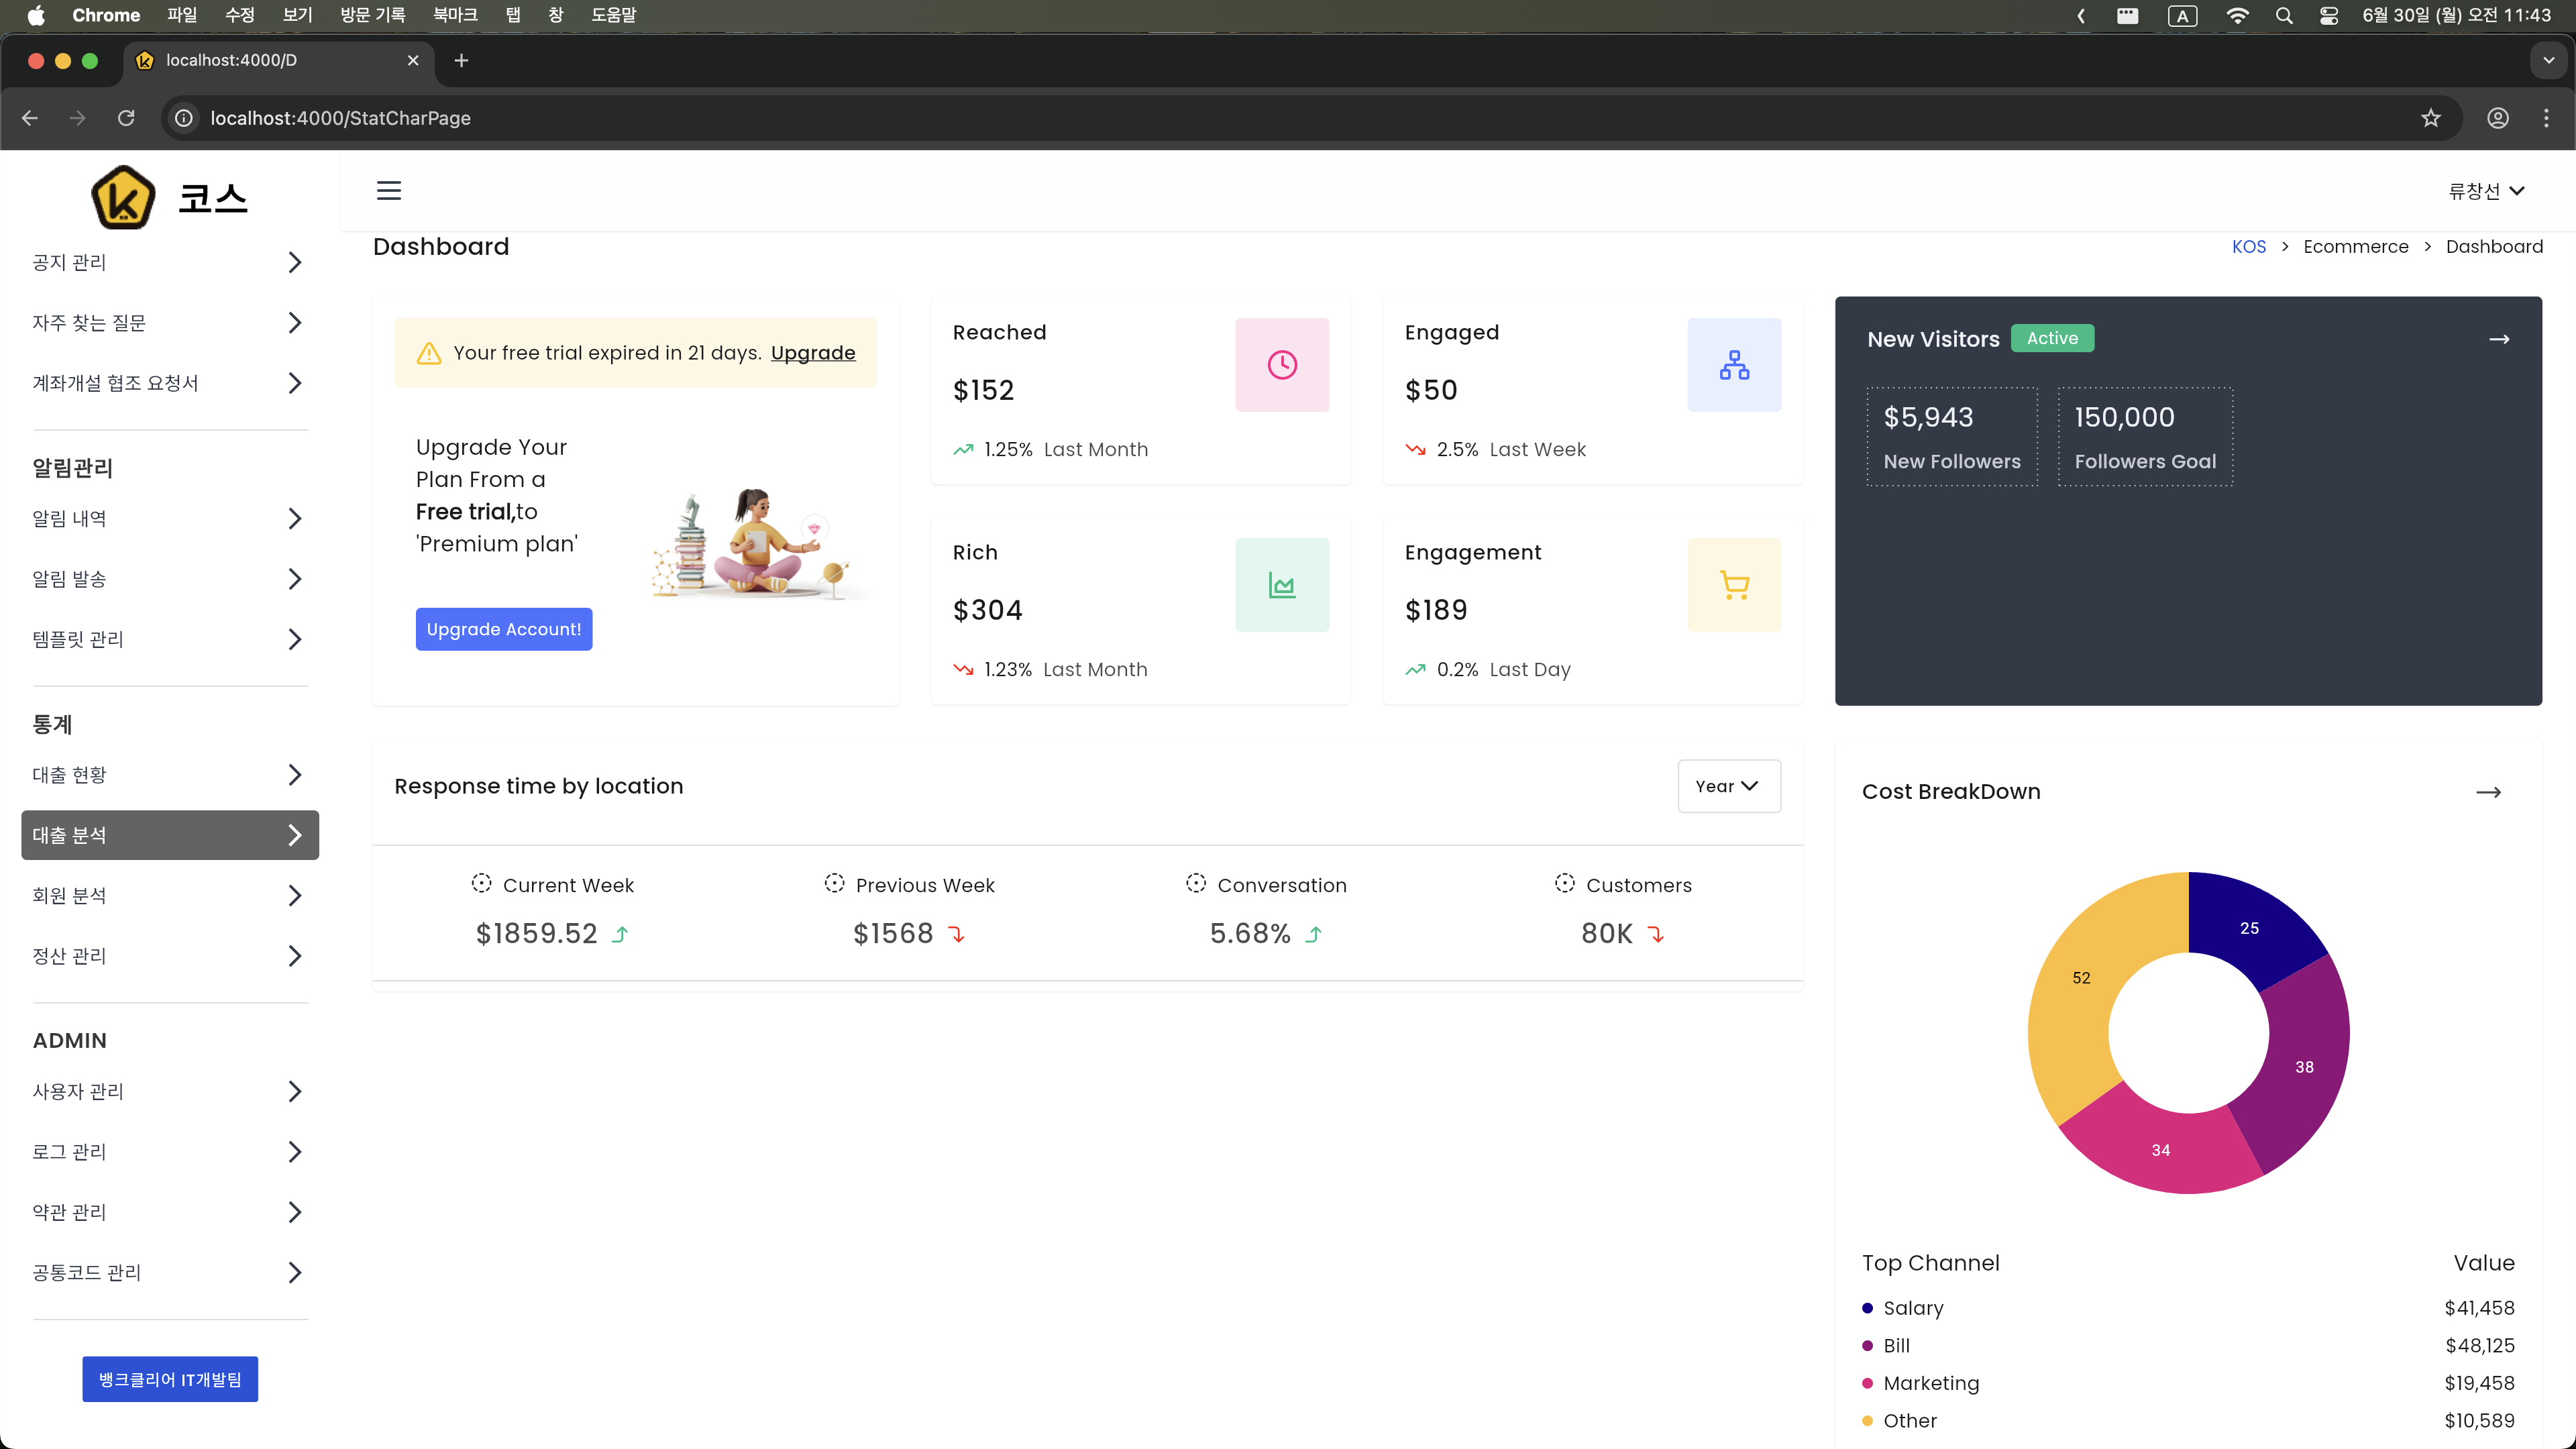 Chrome 파일 수정 보기 방문 기록 북마크 탭 창 도움말
A 6월 30일 (월) 오전 11:43
localhost:4000/D
localhost:4000/StatCharPage
코스
류창선
공지 관리
자주 찾는 질문
계좌개설 협조 요청서
알림관리
알림 내역
알림 발송
템플릿 관리
통계
대출 현황
대출 분석
회원 분석
정산 관리
ADMIN
사용자 관리
로그 관리
약관 관리
공통코드 관리
뱅크클리어 IT개발팀
Dashboard
KOS > Ecommerce > Dashboard
Your free trial expired in 21 days. Upgrade
Upgrade Your
Plan From a
Free trial,to
'Premium plan'
Upgrade Account!
Reached
$152
1.25% Last Month
Engaged
$50
2.5% Last Week
Rich
$304
1.23% Last Month
Engagement
$189
0.2% Last Day
New Visitors Active
$5,943
New Followers
150,000
Followers Goal
Response time by location
Year
Current Week
$1859.52
Previous Week
$1568
Conversation
5.68%
Customers
80K
Cost BreakDown
25
52
38
34
Top Channel Value
Salary $41,458
Bill $48,125
Marketing $19,458
Other $10,589